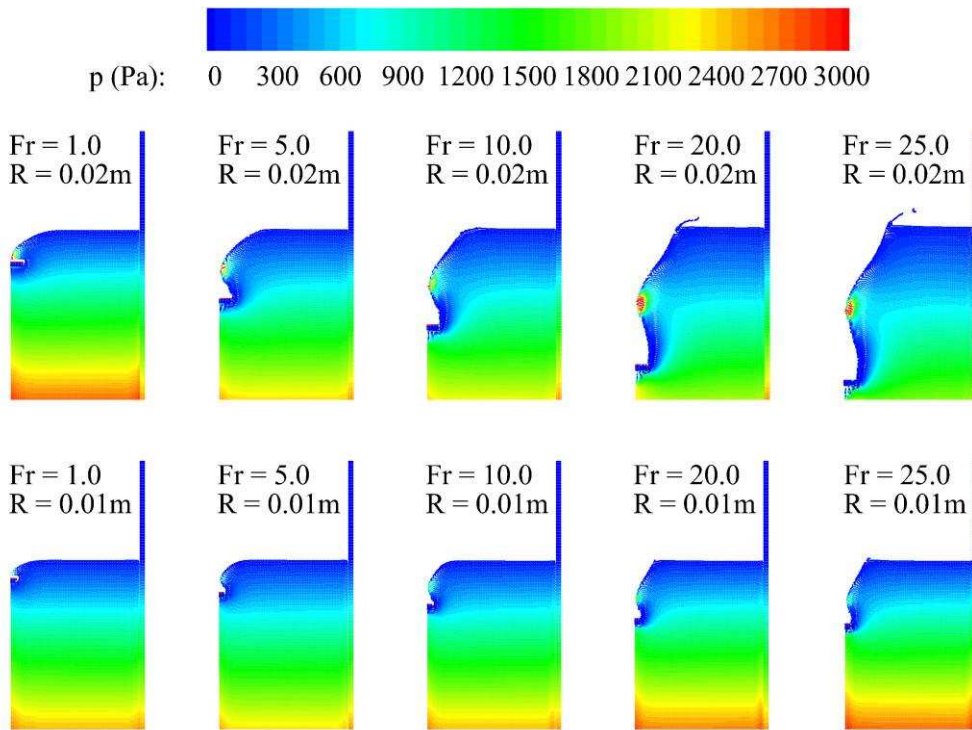 p (Pa): 0 300 600 900 1200 1500 1800 2100 2400 2700 3000
Fr = 1.0 Fr = 5.0 Fr = 10.0 Fr = 20.0 Fr = 25.0
R = 0.02m R = 0.02m R = 0.02m R = 0.02m R = 0.02m
Fr = 1.0 Fr = 5.0 Fr = 10.0 Fr = 20.0 Fr = 25.0
R = 0.01m R = 0.01m R = 0.01m R = 0.01m R = 0.01m